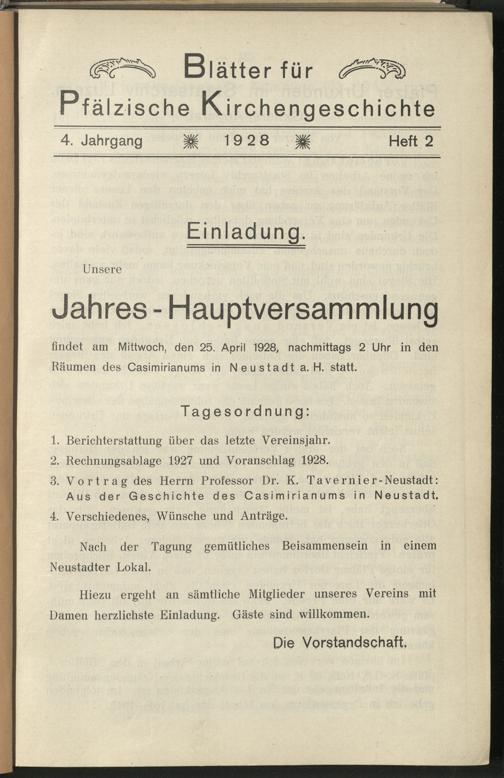 Blätter für
Pfälzische Kirchengeschichte
4. Jahrgang 1928 Heft 2
Einladung.
Unsere
Jahres-Hauptversammlung
findet am Mittwoch, den 25. April 1928, nachmittags 2 Uhr in den
Räumen des Casimirianums in Neustadt a. H. statt.
Tagesordnung:
1. Berichterstattung über das letzte Vereinsjahr.
2. Rechnungsablage 1927 und Voranschlag 1928.
3. Vortrag des Herrn Professor Dr. K. Tavernier-Neustadt:
Aus der Geschichte des Casimirianums in Neustadt.
4. Verschiedenes, Wünsche und Anträge.
Nach der Tagung gemütliches Beisammensein in einem
Neustadter Lokal.
Hiezu ergeht an sämtliche Mitglieder unseres Vereins mit
Damen herzlichste Einladung. Gäste sind willkommen.
Die Vorstandschaft.